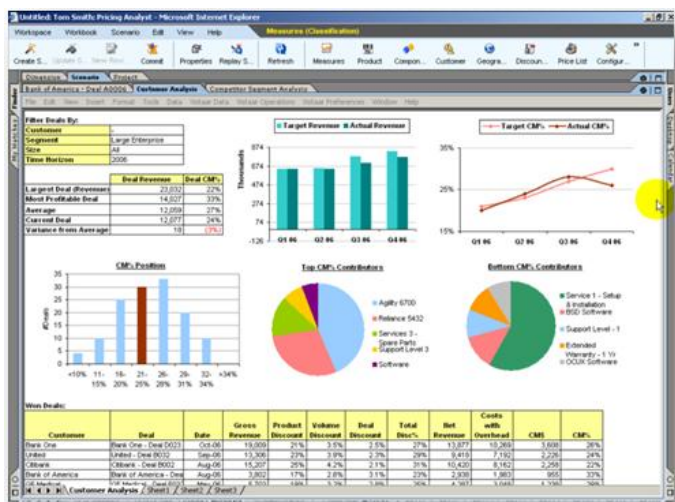 Untitled: Tom Smith: Pricing Analyst - Microsoft Internet Explorer
Workspace Workbook Scenario Edit View Help Measures (Classification)
Create S... Update S... New Row Commit Properties Replay S... Refresh Measures Product Compon... Customer Geogra... Discoun... Price List Configur...
Dimension Scenario Project
Bank of America - Deal A0006 Customer Analysis Competitor Segment Analysis
File Edit View Insert Format Tools Data Window Help
Filter Deals By:
Customer -
Segment Large Enterprise
Size All
Time Horizon 2006
Deal Revenue Deal CM%
Largest Deal (Revenue) 23,032 22%
Most Profitable Deal 14,027 33%
Average 12,059 27%
Current Deal 12,077 24%
Variance from Average 18 (3%)
Target Revenue Actual Revenue
Thousands
874
674
474
274
74
-126
Q1 06 Q2 06 Q3 06 Q4 06
Target CM% Actual CM%
35%
25%
15%
Q1 06 Q2 06 Q3 06 Q4 06
CM% Position
#Deals
35
30
25
20
15
10
5
0
<10% 11-15% 16-20% 21-25% 26-28% 29-31% 32-34% >34%
Top CM% Contributors
Agility 6700
Reliance 5432
Services 3 -
Spare Parts
Support Level 3
Software
Bottom CM% Contributors
Service 1 - Setup
& Installation
BSD Software
Support Level - 1
Extended
Warranty - 1 Yr
OCUX Software
Won Deals:
Customer Deal Date Gross Revenue Product Discount Volume Discount Deal Discount Total Disc% Net Revenue Costs with Overhead CM$ CM%
Bank One Bank One - Deal D023 Oct-06 19,009 21% 3.5% 2.5% 27% 13,877 10,269 3,608 26%
United United - Deal B032 Sep-06 13,306 23% 3.9% 2.3% 29% 9,418 7,192 2,226 24%
Citibank Citibank - Deal B002 Aug-06 15,207 25% 4.2% 2.1% 31% 10,420 8,162 2,258 22%
Bank of America Bank of America - Deal Aug-06 3,802 17% 2.8% 3.1% 23% 2,938 1,983 955 33%
Customer Analysis Sheet1 Sheet2 Sheet3